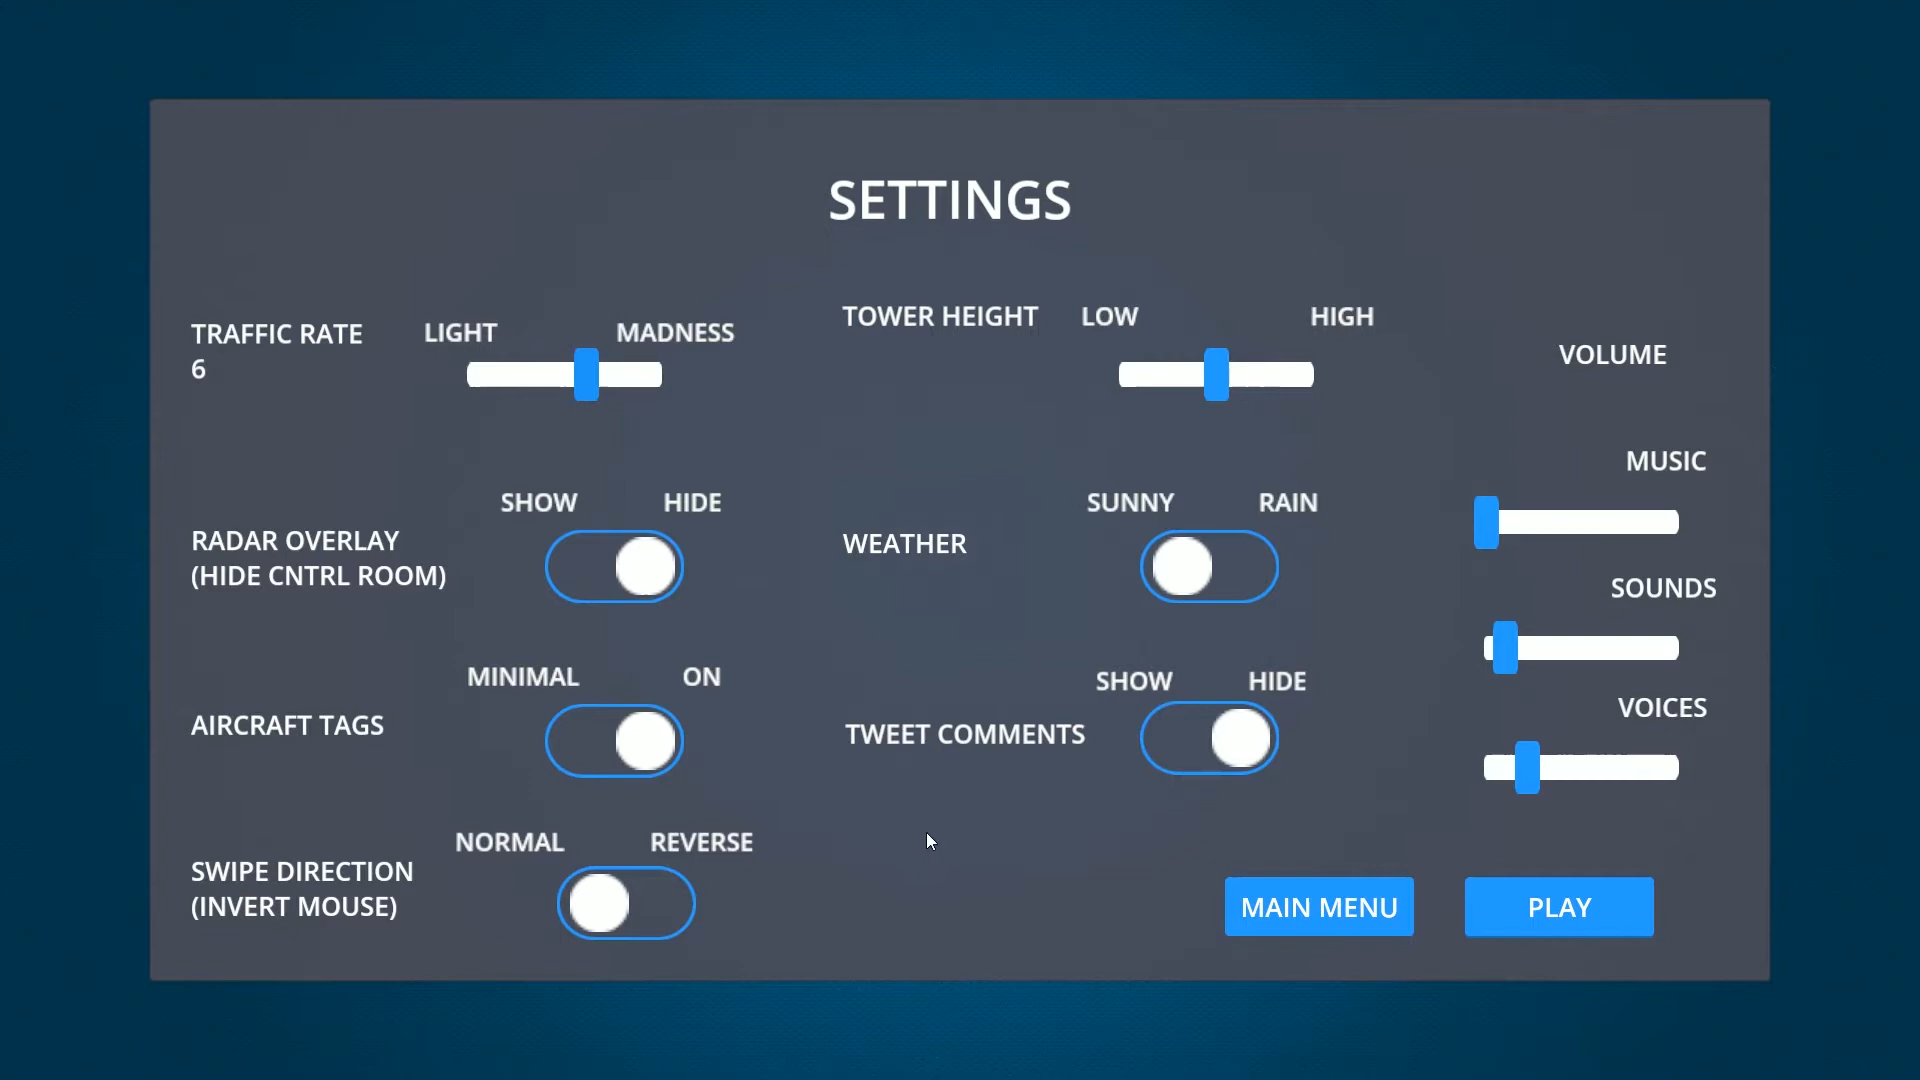 SETTINGS
TRAFFIC RATE
6
LIGHT
MADNESS
TOWER HEIGHT
LOW
HIGH
VOLUME
RADAR OVERLAY
(HIDE CNTRL ROOM)
SHOW
HIDE
WEATHER
SUNNY
RAIN
MUSIC
SOUNDS
AIRCRAFT TAGS
MINIMAL
ON
TWEET COMMENTS
SHOW
HIDE
VOICES
SWIPE DIRECTION
(INVERT MOUSE)
NORMAL
REVERSE
MAIN MENU
PLAY